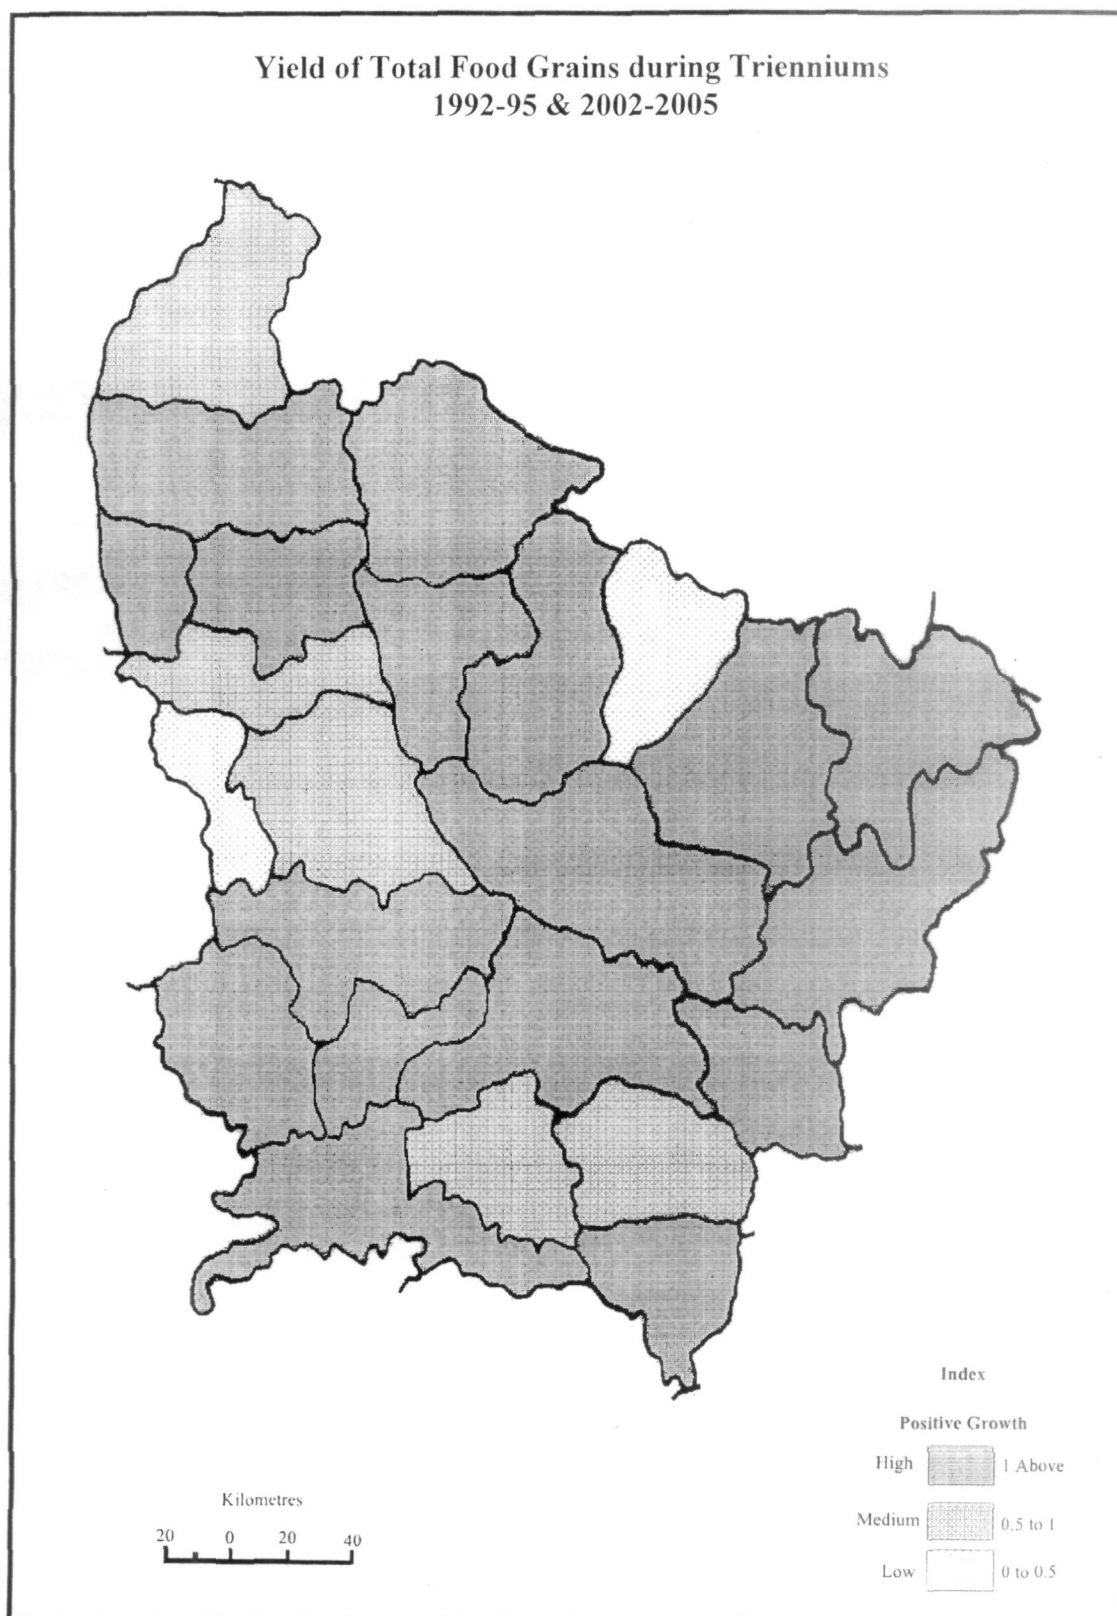 Yield of Total Food Grains during Trienniums
1992-95 & 2002-2005
Index
Positive Growth
High 1 Above
Medium 0.5 to 1
Low 0 to 0.5
Kilometres
20 0 20 40